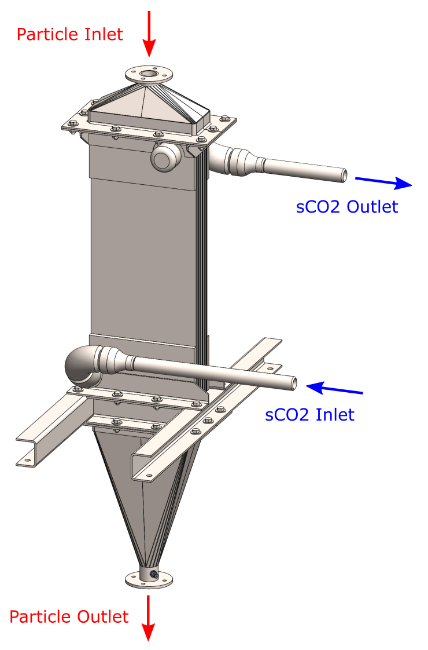 Particle Inlet
sCO2 Outlet
sCO2 Inlet
Particle Outlet